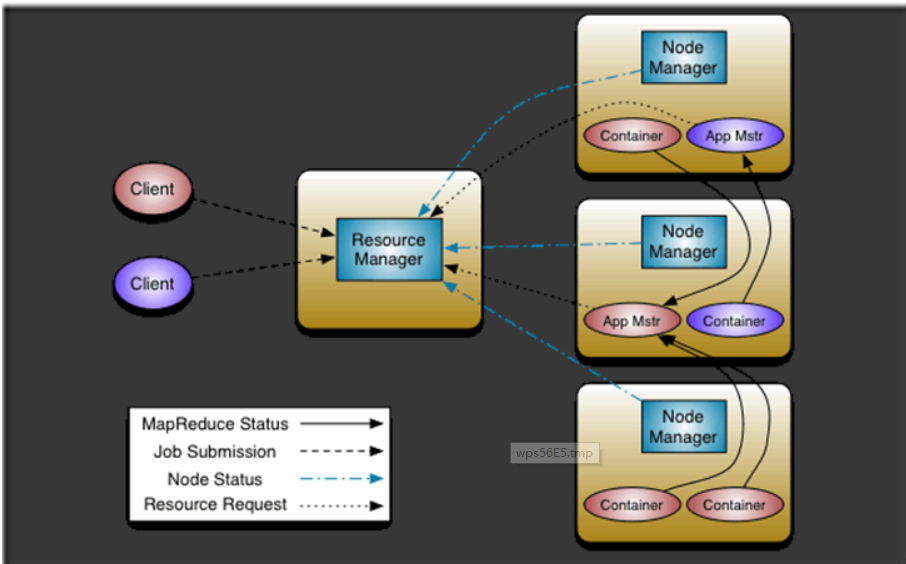 Node
Manager
Container
App Mstr
Client
Resource
Manager
Client
Node
Manager
App Mstr
Container
MapReduce Status
Job Submission
Node Status
Resource Request
wps56E5.tmp
Node
Manager
Container
Container